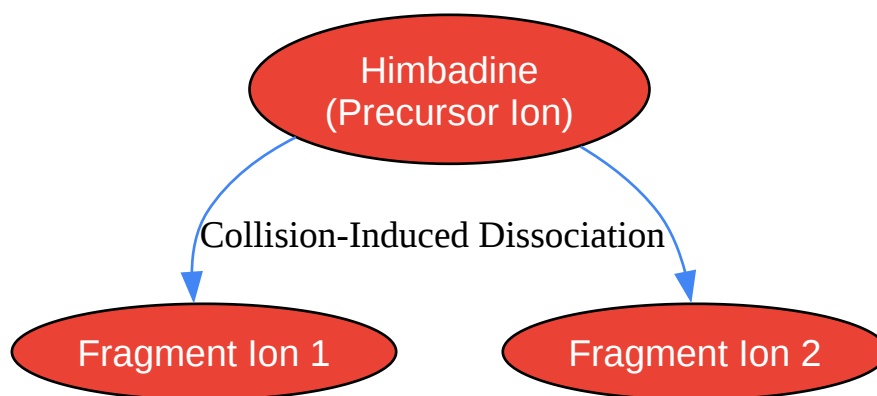 Himbadine
(Precursor Ion)
Collision-Induced Dissociation
Fragment Ion 1
Fragment Ion 2